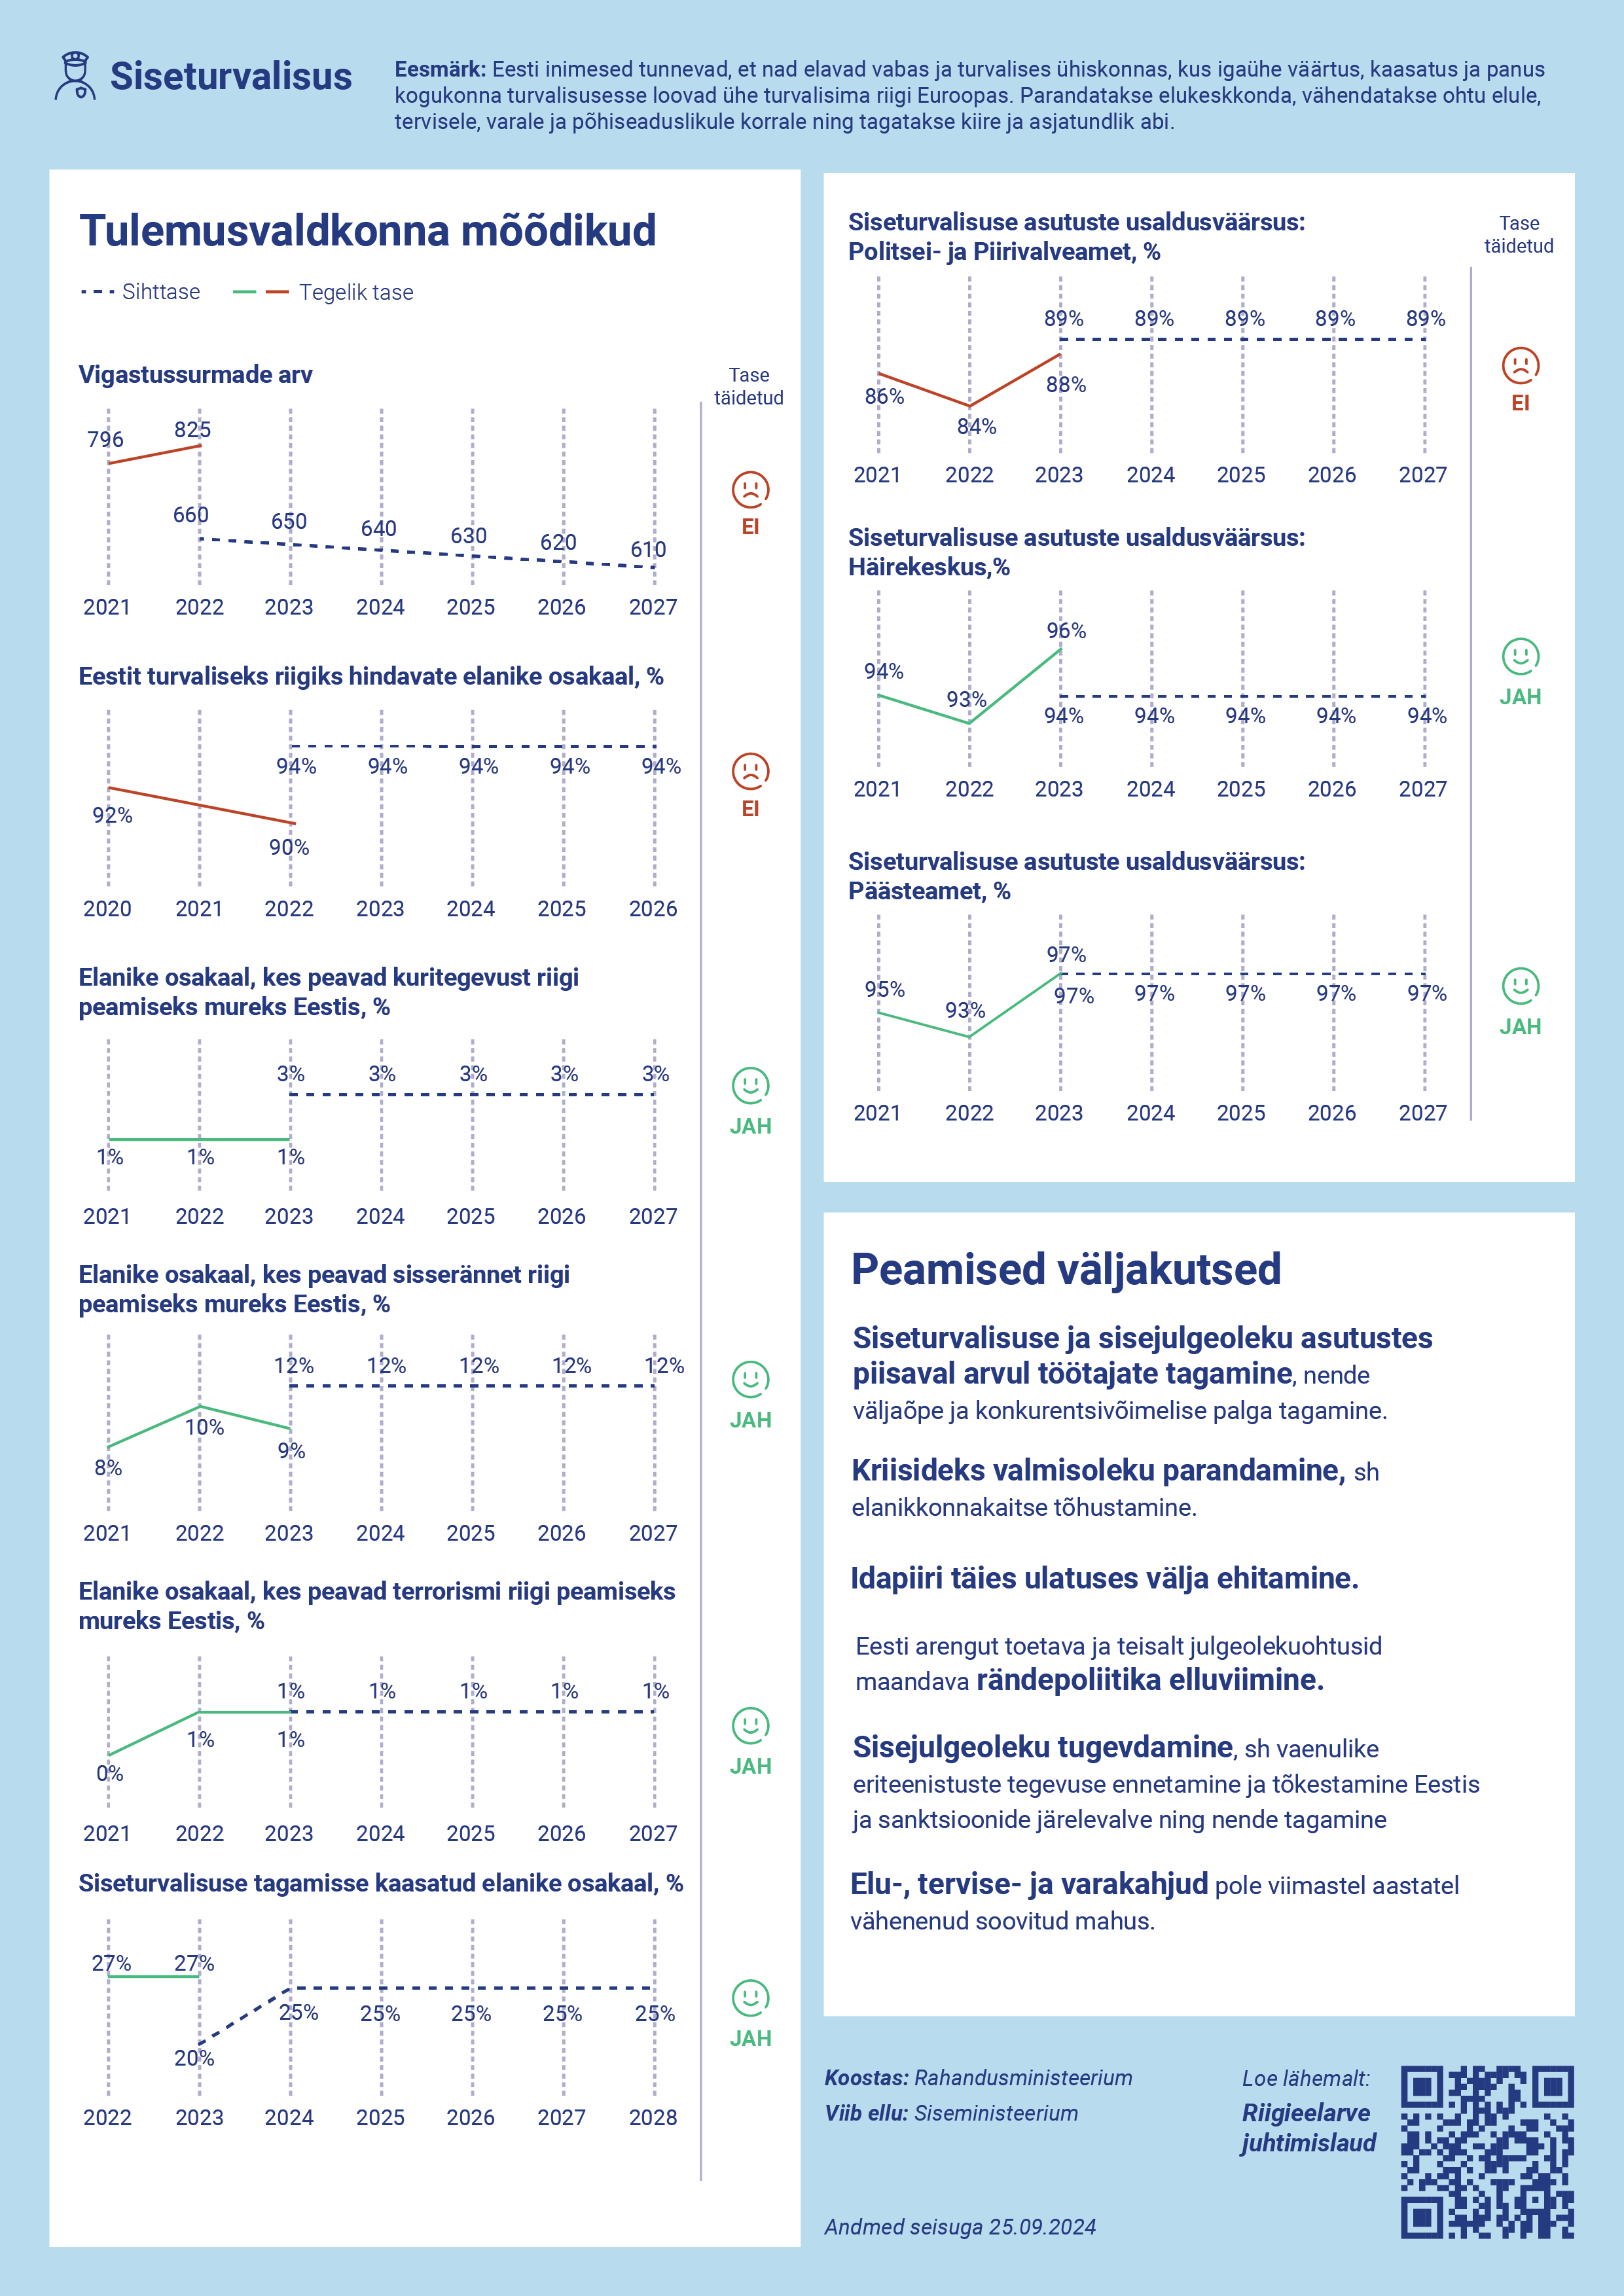 Siseturvalisus
Eesmärk: Eesti inimesed tunnevad, et nad elavad vabas ja turvalises ühiskonnas, kus igaühe väärtus, kaasatus ja panus
kogukonna turvalisusesse loovad ühe turvalisima riigi Euroopas. Parandatakse elukeskkonda, vähendatakse ohtu elule,
tervisele, varale ja põhiseaduslikule korrale ning tagatakse kiire ja asjatundlik abi.
Tulemusvaldkonna mõõdikud
Sihttase Tegelik tase
Vigastussurmade arv
Tase
täidetud
796 825
660 650 640 630 620 610
EI
2021 2022 2023 2024 2025 2026 2027
Eestit turvaliseks riigiks hindavate elanike osakaal, %
94% 94% 94% 94% 94%
92%
90%
EI
2020 2021 2022 2023 2024 2025 2026
Elanike osakaal, kes peavad kuritegevust riigi
peamiseks mureks Eestis, %
3% 3% 3% 3% 3%
1% 1% 1%
JAH
2021 2022 2023 2024 2025 2026 2027
Elanike osakaal, kes peavad sisserännet riigi
peamiseks mureks Eestis, %
12% 12% 12% 12% 12%
8% 10% 9%
JAH
2021 2022 2023 2024 2025 2026 2027
Elanike osakaal, kes peavad terrorismi riigi peamiseks
mureks Eestis, %
1% 1% 1% 1% 1%
0% 1% 1%
JAH
2021 2022 2023 2024 2025 2026 2027
Siseturvalisuse tagamisse kaasatud elanike osakaal, %
27% 27%
20% 25% 25% 25% 25% 25%
JAH
2022 2023 2024 2025 2026 2027 2028
Siseturvalisuse asutuste usaldusväärsus:
Politsei- ja Piirivalveamet, %
Tase
täidetud
89% 89% 89% 89% 89%
86% 84% 88%
EI
2021 2022 2023 2024 2025 2026 2027
Siseturvalisuse asutuste usaldusväärsus:
Häirekeskus,%
94% 93% 96%
94% 94% 94% 94% 94%
JAH
2021 2022 2023 2024 2025 2026 2027
Siseturvalisuse asutuste usaldusväärsus:
Päästeamet, %
95% 93% 97%
97% 97% 97% 97% 97%
JAH
2021 2022 2023 2024 2025 2026 2027
Peamised väljakutsed
Siseturvalisuse ja sisejulgeoleku asutustes
piisaval arvul töötajate tagamine, nende
väljaõpe ja konkurentsivõimelise palga tagamine.
Kriisideks valmisoleku parandamine, sh
elanikkonnakaitse tõhustamine.
Idapiiri täies ulatuses välja ehitamine.
Eesti arengut toetava ja teisalt julgeolekuohtusid
maandava rändepoliitika elluviimine.
Sisejulgeoleku tugevdamine, sh vaenulike
eriteenistuste tegevuse ennetamine ja tõkestamine Eestis
ja sanktsioonide järelevalve ning nende tagamine
Elu-, tervise- ja varakahjud pole viimastel aastatel
vähenenud soovitud mahus.
Koostas: Rahandusministeerium
Viib ellu: Siseministeerium
Loe lähemalt:
Riigieelarve
juhtimislaud
Andmed seisuga 25.09.2024